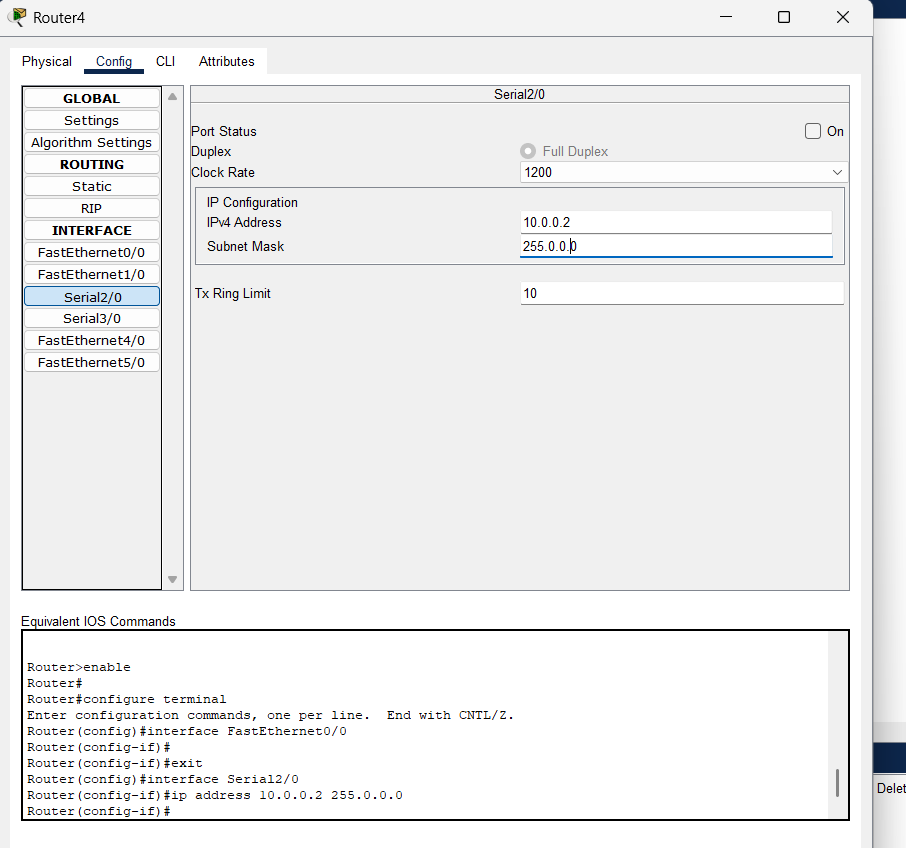 Router4
Physical Config CLI Attributes
GLOBAL
Settings
Algorithm Settings
ROUTING
Static
RIP
INTERFACE
FastEthernet0/0
FastEthernet1/0
Serial2/0
Serial3/0
FastEthernet4/0
FastEthernet5/0
Serial2/0
Port Status On
Duplex Full Duplex
Clock Rate 1200
IP Configuration
IPv4 Address 10.0.0.2
Subnet Mask 255.0.0.0
Tx Ring Limit 10
Equivalent IOS Commands
Router>enable
Router#
Router#configure terminal
Enter configuration commands, one per line. End with CNTL/Z.
Router(config)#interface FastEthernet0/0
Router(config-if)#
Router(config-if)#exit
Router(config)#interface Serial2/0
Router(config-if)#ip address 10.0.0.2 255.0.0.0
Router(config-if)#
Delet